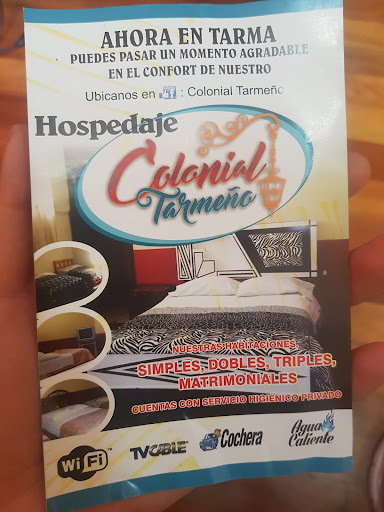 AHORA EN TARMA
PUEDES PASAR UN MOMENTO AGRADABLE
EN EL CONFORT DE NUESTRO
Ubicanos en : Colonial Tarmeño
Hospedaje
Colonial
Tarmeño
NUESTRAS HABITACIONES
SIMPLES, DOBLES, TRIPLES,
MATRIMONIALES
CUENTAS CON SERVICIO HIGIÉNICO PRIVADO
WiFi
TVCABLE
Cochera
Agua
Caliente